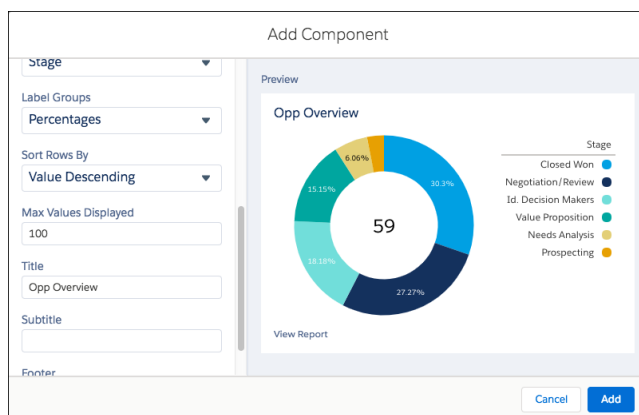 Add Component
Stage
Label Groups
Percentages
Sort Rows By
Value Descending
Max Values Displayed
100
Title
Opp Overview
Subtitle
Footer
Preview
Opp Overview
30.3%
27.27%
18.18%
15.15%
6.06%
59
Stage
Closed Won
Negotiation/Review
Id. Decision Makers
Value Proposition
Needs Analysis
Prospecting
View Report
Cancel
Add